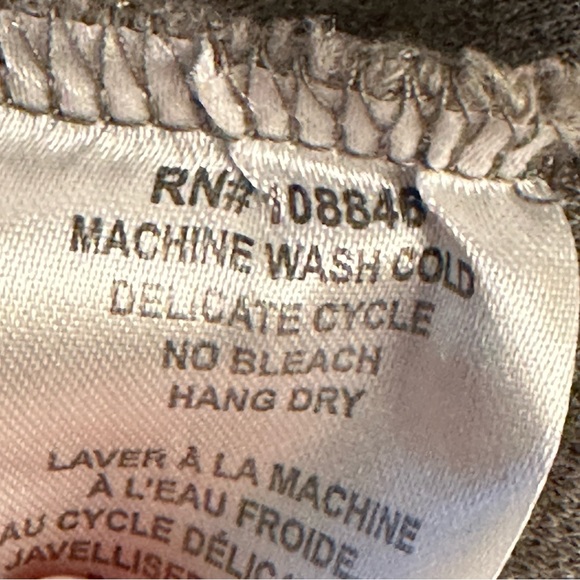 RN# 108846
MACHINE WASH COLD
DELICATE CYCLE
NO BLEACH
HANG DRY
LAVER À LA MACHINE
À L'EAU FROIDE
AU CYCLE